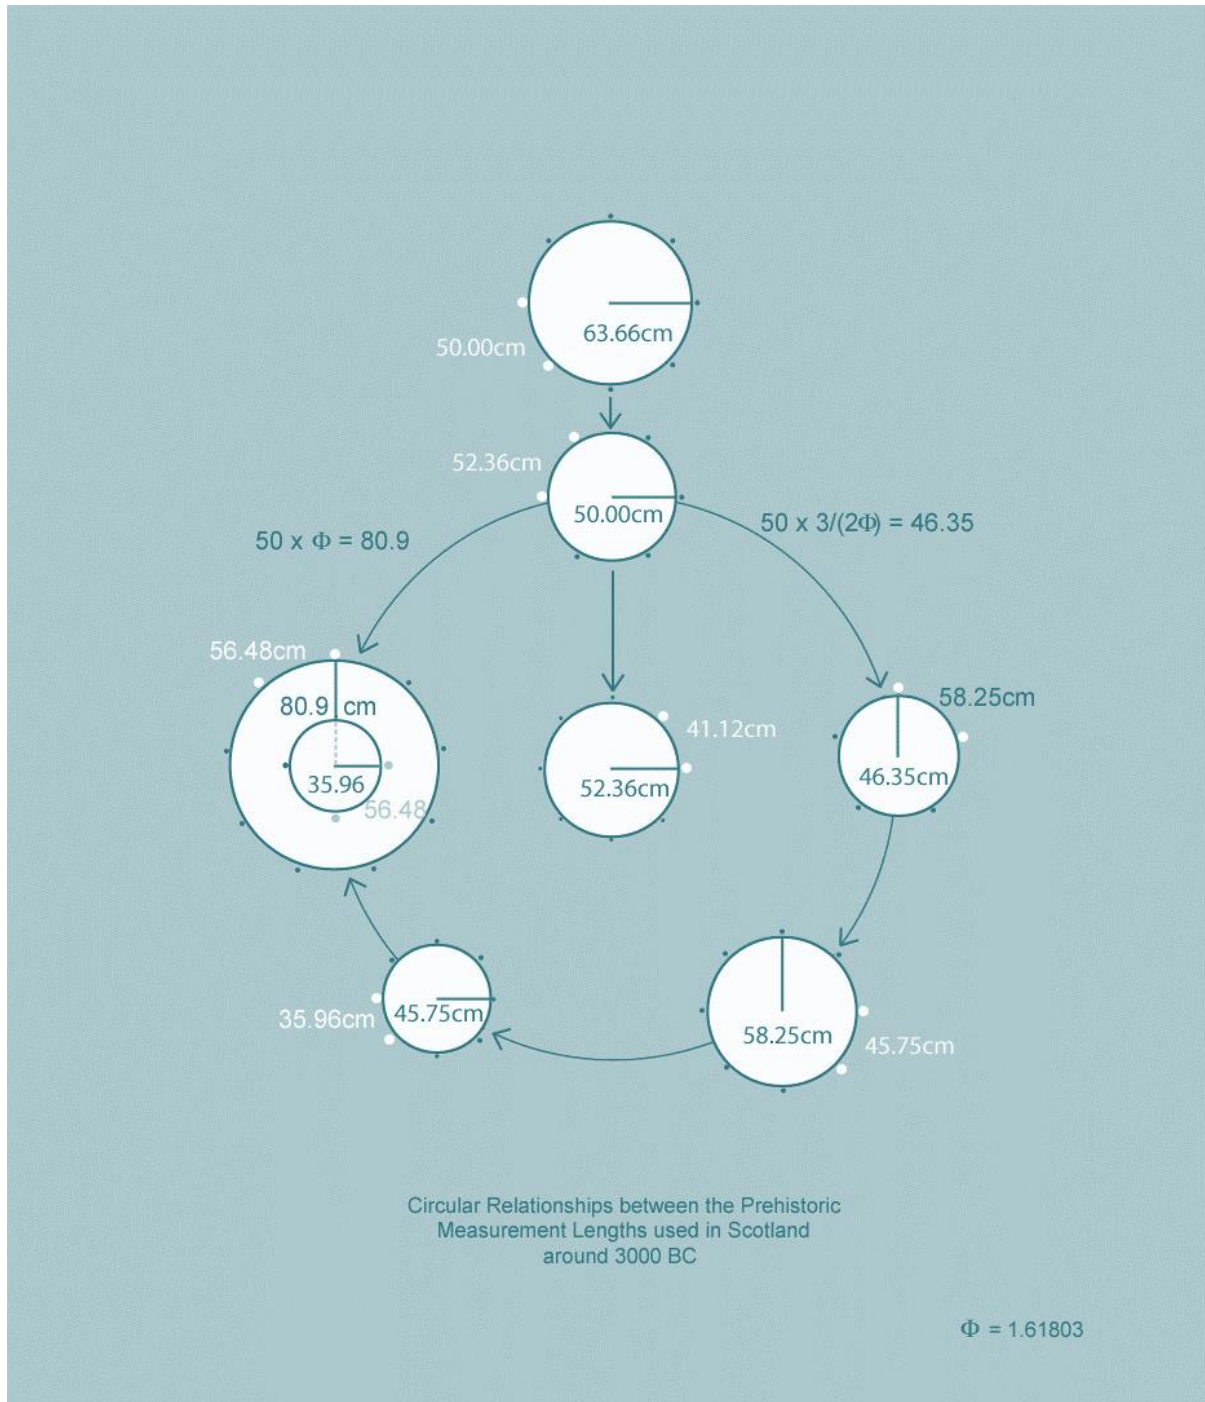 63.66cm
50.00cm
52.36cm
50.00cm
50 x Φ = 80.9
50 x 3/(2Φ) = 46.35
56.48cm
80.9 cm
35.96
56.48
41.12cm
52.36cm
58.25cm
46.35cm
45.75cm
35.96cm
58.25cm
45.75cm
Circular Relationships between the Prehistoric
Measurement Lengths used in Scotland
around 3000 BC
Φ = 1.61803